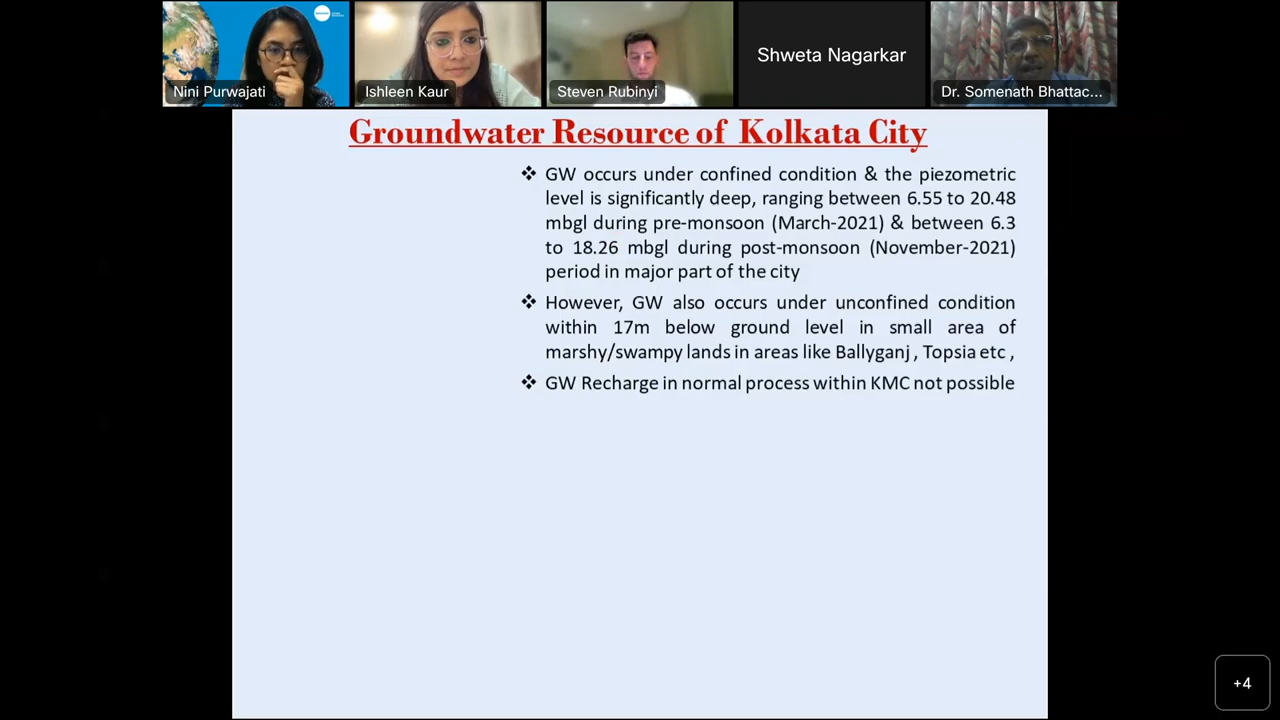 Nini Purwajati
Ishleen Kaur
Steven Rubinyi
Shweta Nagarkar
Dr. Somenath Bhattac...
Groundwater Resource of Kolkata City
❖ GW occurs under confined condition & the piezometric
level is significantly deep, ranging between 6.55 to 20.48
mbgl during pre-monsoon (March-2021) & between 6.3
to 18.26 mbgl during post-monsoon (November-2021)
period in major part of the city
❖ However, GW also occurs under unconfined condition
within 17m below ground level in small area of
marshy/swampy lands in areas like Ballyganj , Topsia etc ,
❖ GW Recharge in normal process within KMC not possible
+4